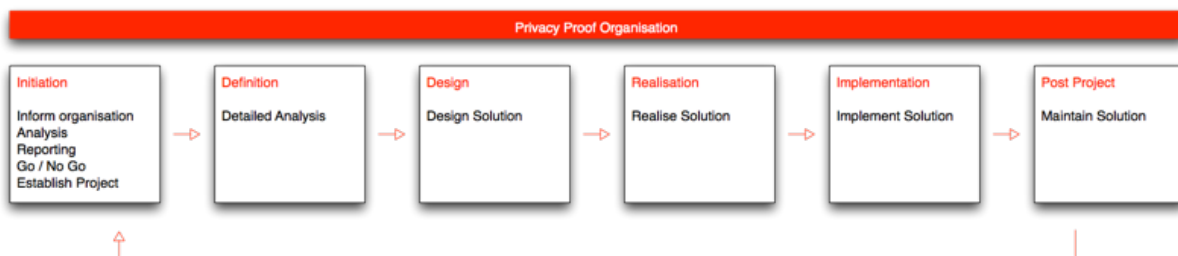 Privacy Proof Organisation
Initiation
Inform organisation
Analysis
Reporting
Go / No Go
Establish Project
Definition
Detailed Analysis
Design
Design Solution
Realisation
Realise Solution
Implementation
Implement Solution
Post Project
Maintain Solution